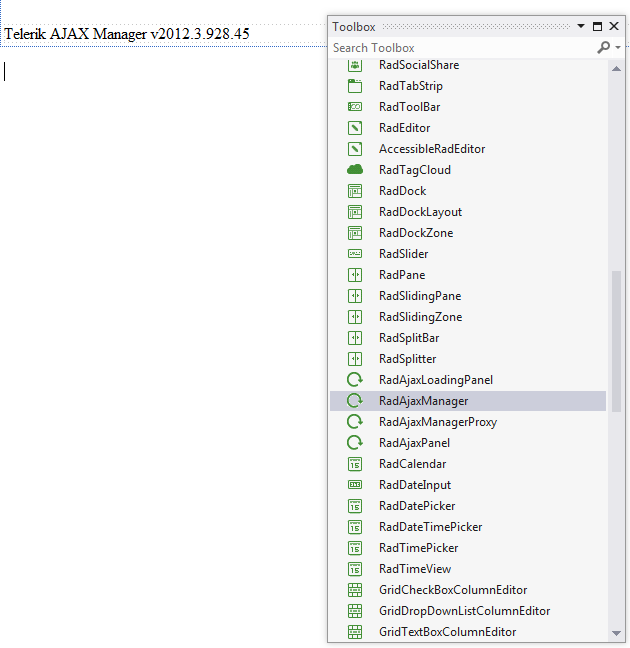 Telerik AJAX Manager v2012.3.928.45
Toolbox
Search Toolbox
RadSocialShare
RadTabStrip
RadToolBar
RadEditor
AccessibleRadEditor
RadTagCloud
RadDock
RadDockLayout
RadDockZone
RadSlider
RadPane
RadSlidingPane
RadSlidingZone
RadSplitBar
RadSplitter
RadAjaxLoadingPanel
RadAjaxManager
RadAjaxManagerProxy
RadAjaxPanel
RadCalendar
RadDateInput
RadDatePicker
RadDateTimePicker
RadTimePicker
RadTimeView
GridCheckBoxColumnEditor
GridDropDownListColumnEditor
GridTextBoxColumnEditor